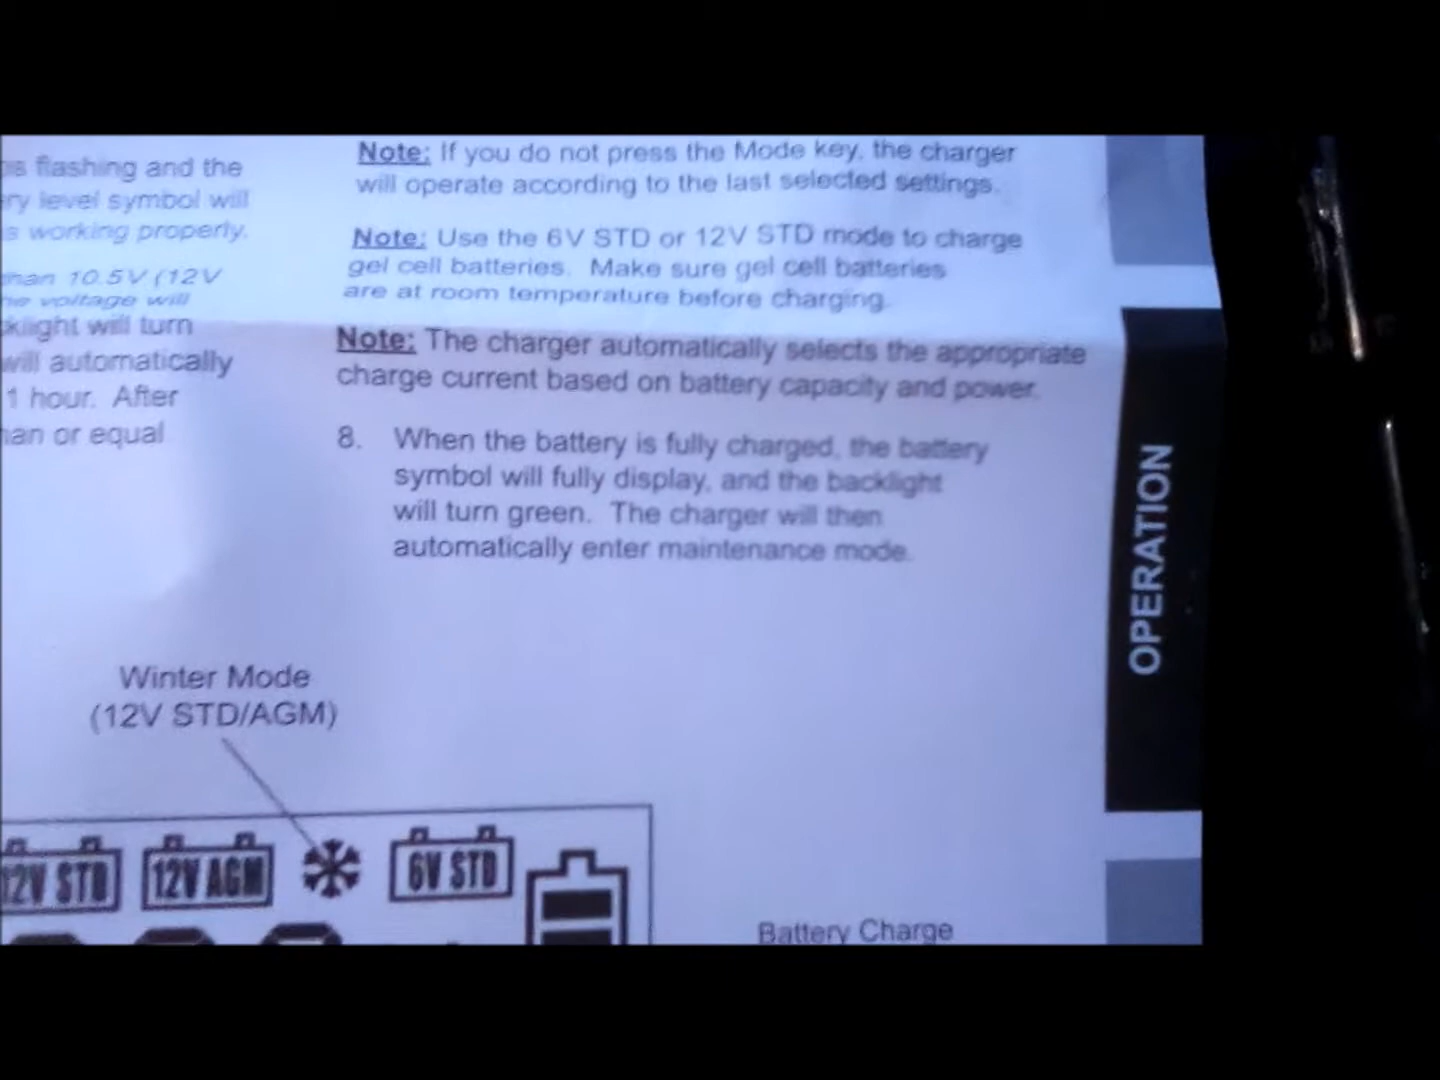 is flashing and the
ry level symbol will
s working properly.
han 10.5V (12V
he voltage will
klight will turn
will automatically
1 hour. After
han or equal
Note: If you do not press the Mode key, the charger
will operate according to the last selected settings.
Note: Use the 6V STD or 12V STD mode to charge
gel cell batteries. Make sure gel cell batteries
are at room temperature before charging.
Note: The charger automatically selects the appropriate
charge current based on battery capacity and power.
8. When the battery is fully charged, the battery
symbol will fully display, and the backlight
will turn green. The charger will then
automatically enter maintenance mode.
OPERATION
Winter Mode
(12V STD/AGM)
12V STD
12V AGM
6V STD
Battery Charge